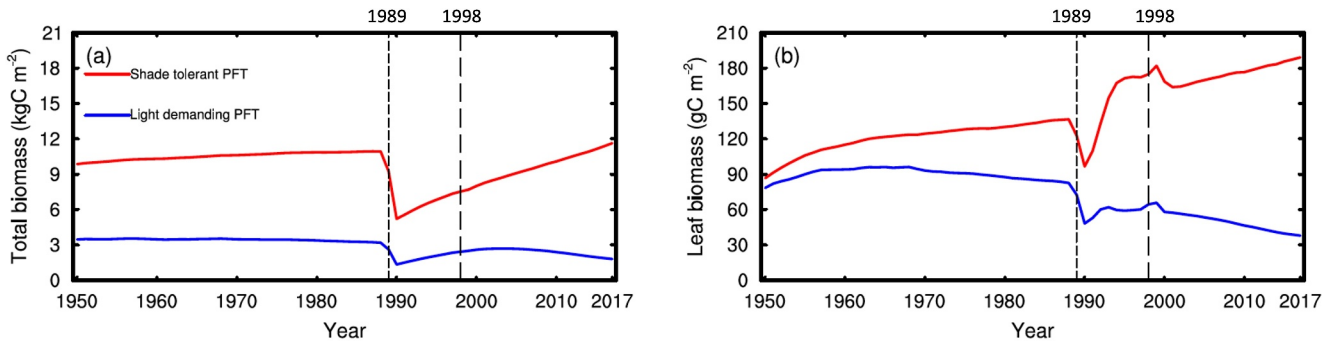 1989 1998
(a)
Shade tolerant PFT
Light demanding PFT
Total biomass (kgC m⁻²)
21
18
15
12
9
6
3
0
1950 1960 1970 1980 1990 2000 2010 2017
Year
1989 1998
(b)
Leaf biomass (gC m⁻²)
210
180
150
120
90
60
30
0
1950 1960 1970 1980 1990 2000 2010 2017
Year